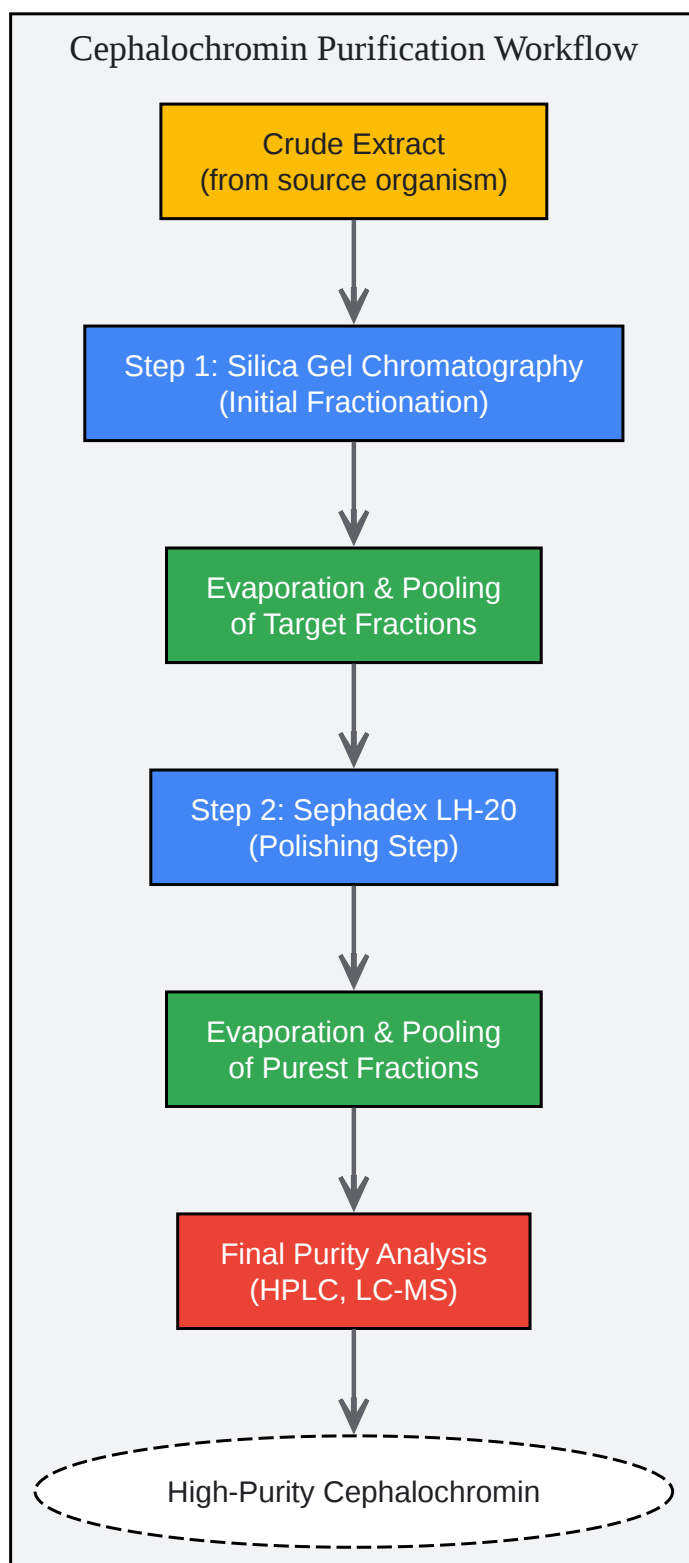 Cephalochromin Purification Workflow
Crude Extract
(from source organism)
Step 1: Silica Gel Chromatography
(Initial Fractionation)
Evaporation & Pooling
of Target Fractions
Step 2: Sephadex LH-20
(Polishing Step)
Evaporation & Pooling
of Purest Fractions
Final Purity Analysis
(HPLC, LC-MS)
High-Purity Cephalochromin